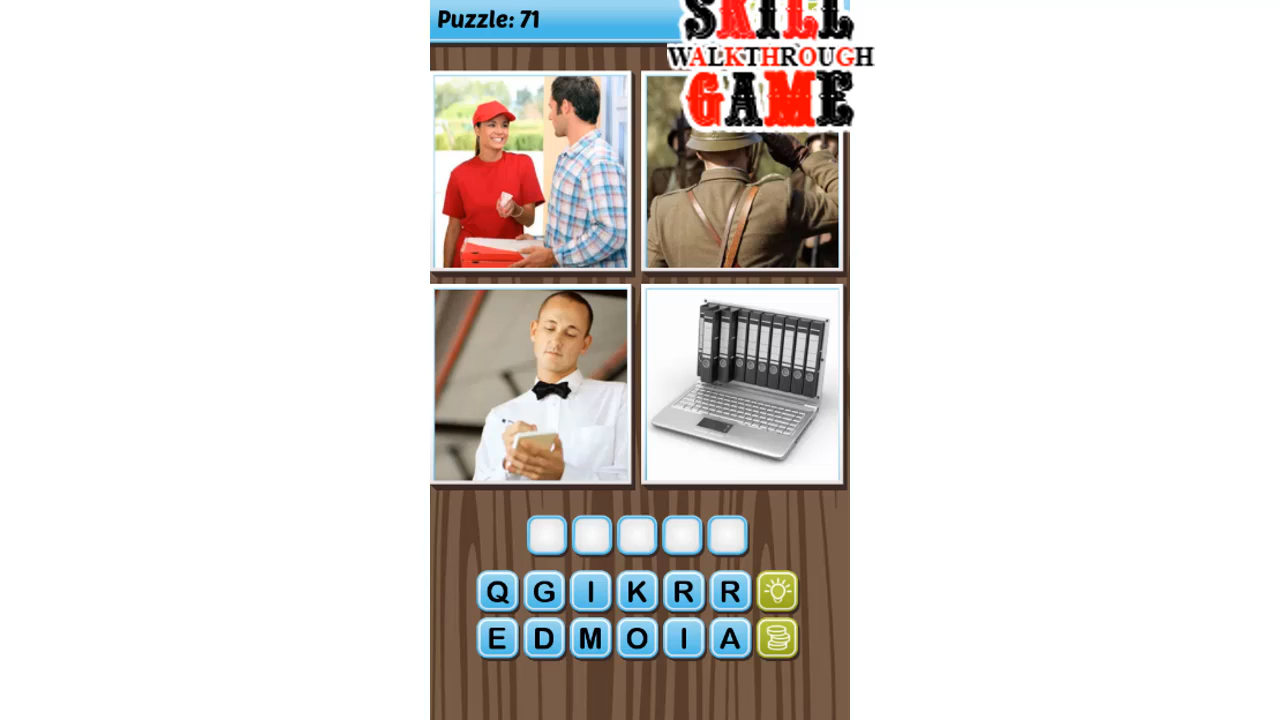 Puzzle: 71
SKILL
WALKTHROUGH
GAME
Q G I K R R
E D M O I A